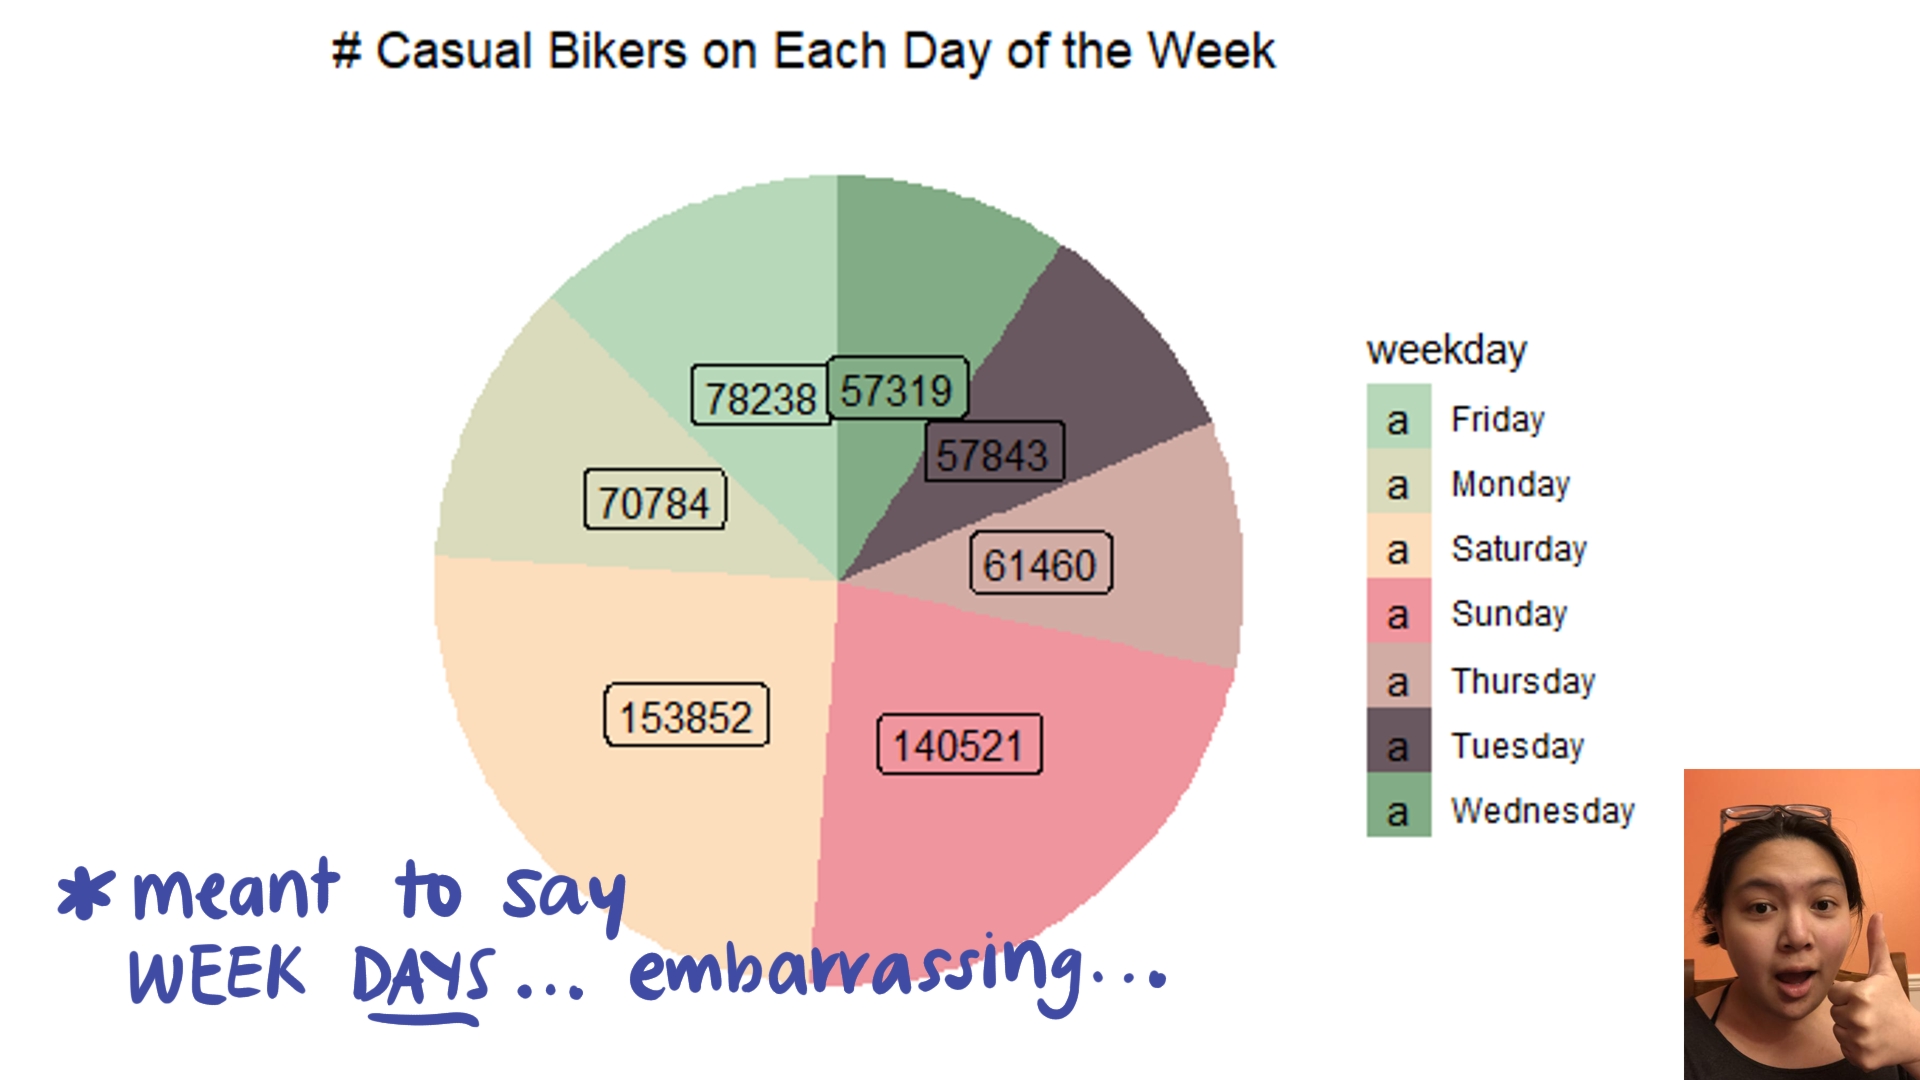 # Casual Bikers on Each Day of the Week
78238
57319
57843
70784
61460
153852
140521
weekday
a Friday
a Monday
a Saturday
a Sunday
a Thursday
a Tuesday
a Wednesday
*meant to say
WEEK DAYS... embarrassing...